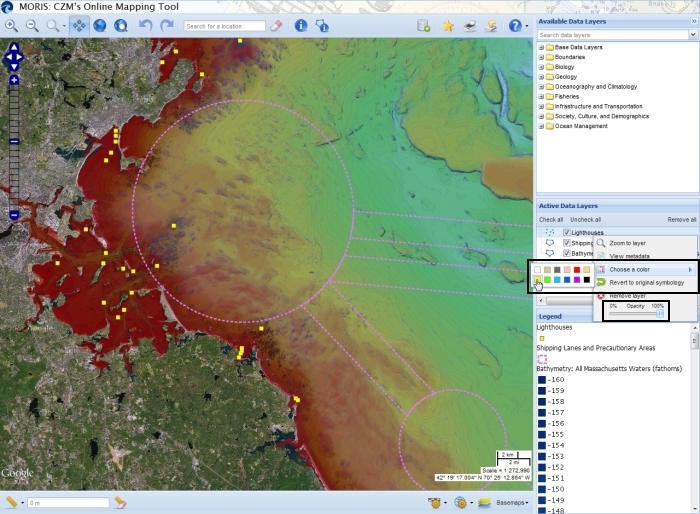 MORIS: CZM's Online Mapping Tool
Search for a location
Available Data Layers
Search data layers
Base Data Layers
Boundaries
Biology
Geology
Oceanography and Climatology
Fisheries
Infrastructure and Transportation
Society, Culture, and Demographics
Ocean Management
Active Data Layers
Check all Uncheck all Remove all
Lighthouses
Shipping
Bathyme
Zoom to layer
View metadata
Choose a color
Revert to original symbology
Remove layer
0% Opacity 100%
Legend
Lighthouses
Shipping Lanes and Precautionary Areas
Bathymetry: All Massachusetts Waters (fathoms)
-160
-159
-158
-157
-156
-155
-154
-153
-152
-151
-150
-149
-148
Google
2 km
2 mi
Scale = 1:272,990
42° 19' 17.004" N 70° 25' 12.864" W
0 m
Basemaps